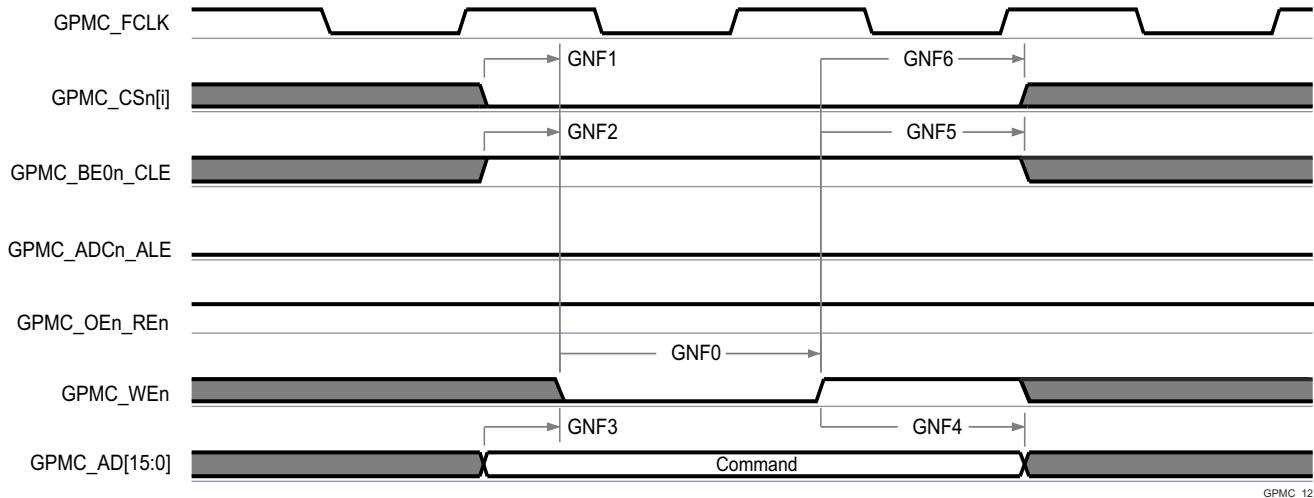 GPMC_FCLK
GNF1
GNF6
GPMC_CSn[i]
GNF2
GNF5
GPMC_BE0n_CLE
GPMC_ADCn_ALE
GPMC_OEn_REn
GNF0
GPMC_WEn
GNF3
GNF4
GPMC_AD[15:0]
Command
GPMC_12